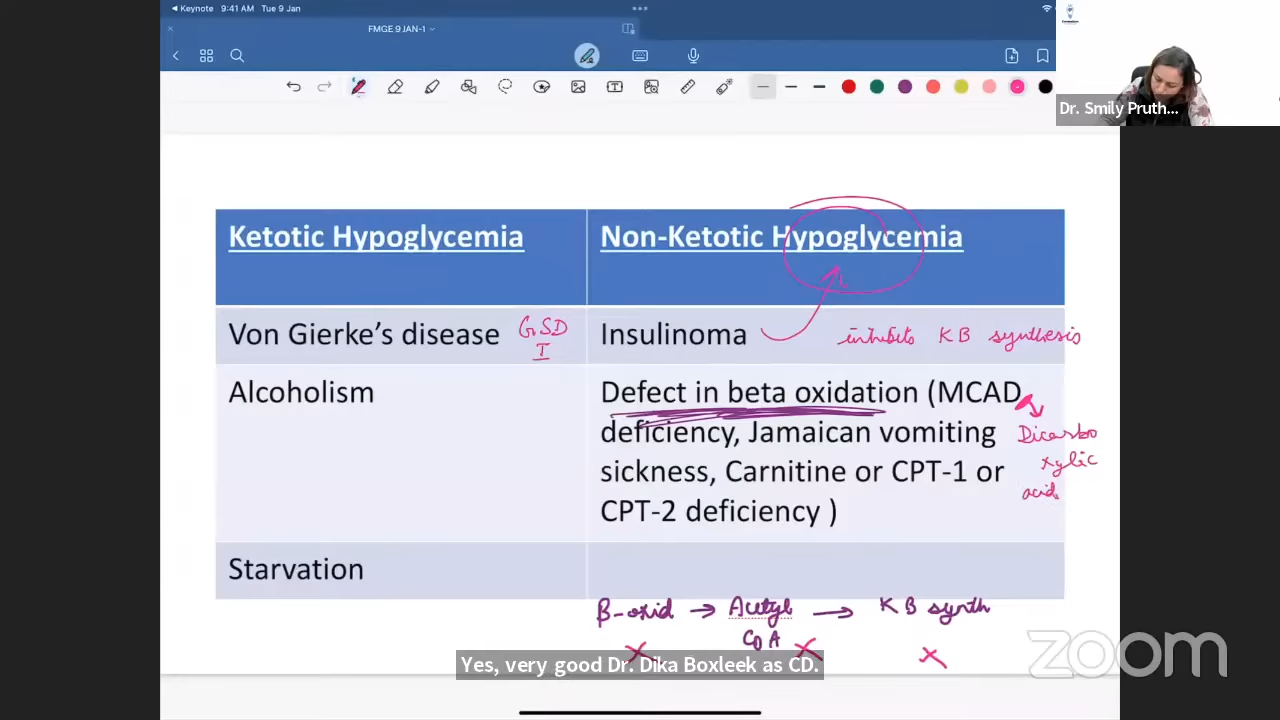 Keynote 9:41 AM Tue 9 Jan
FMGE 9 JAN-1
Dr. Smily Pruth...
Ketotic Hypoglycemia
Non-Ketotic Hypoglycemia
Von Gierke's disease
GSD
I
Insulinoma
inhibits KB synthesis
Alcoholism
Defect in beta oxidation (MCAD
deficiency, Jamaican vomiting
sickness, Carnitine or CPT-1 or
CPT-2 deficiency )
Dicarbo
xylic
acids
Starvation
B-oxid → Acetyl → KB synth
CoA
Yes, very good Dr. Dika Boxleek as CD.
zoom